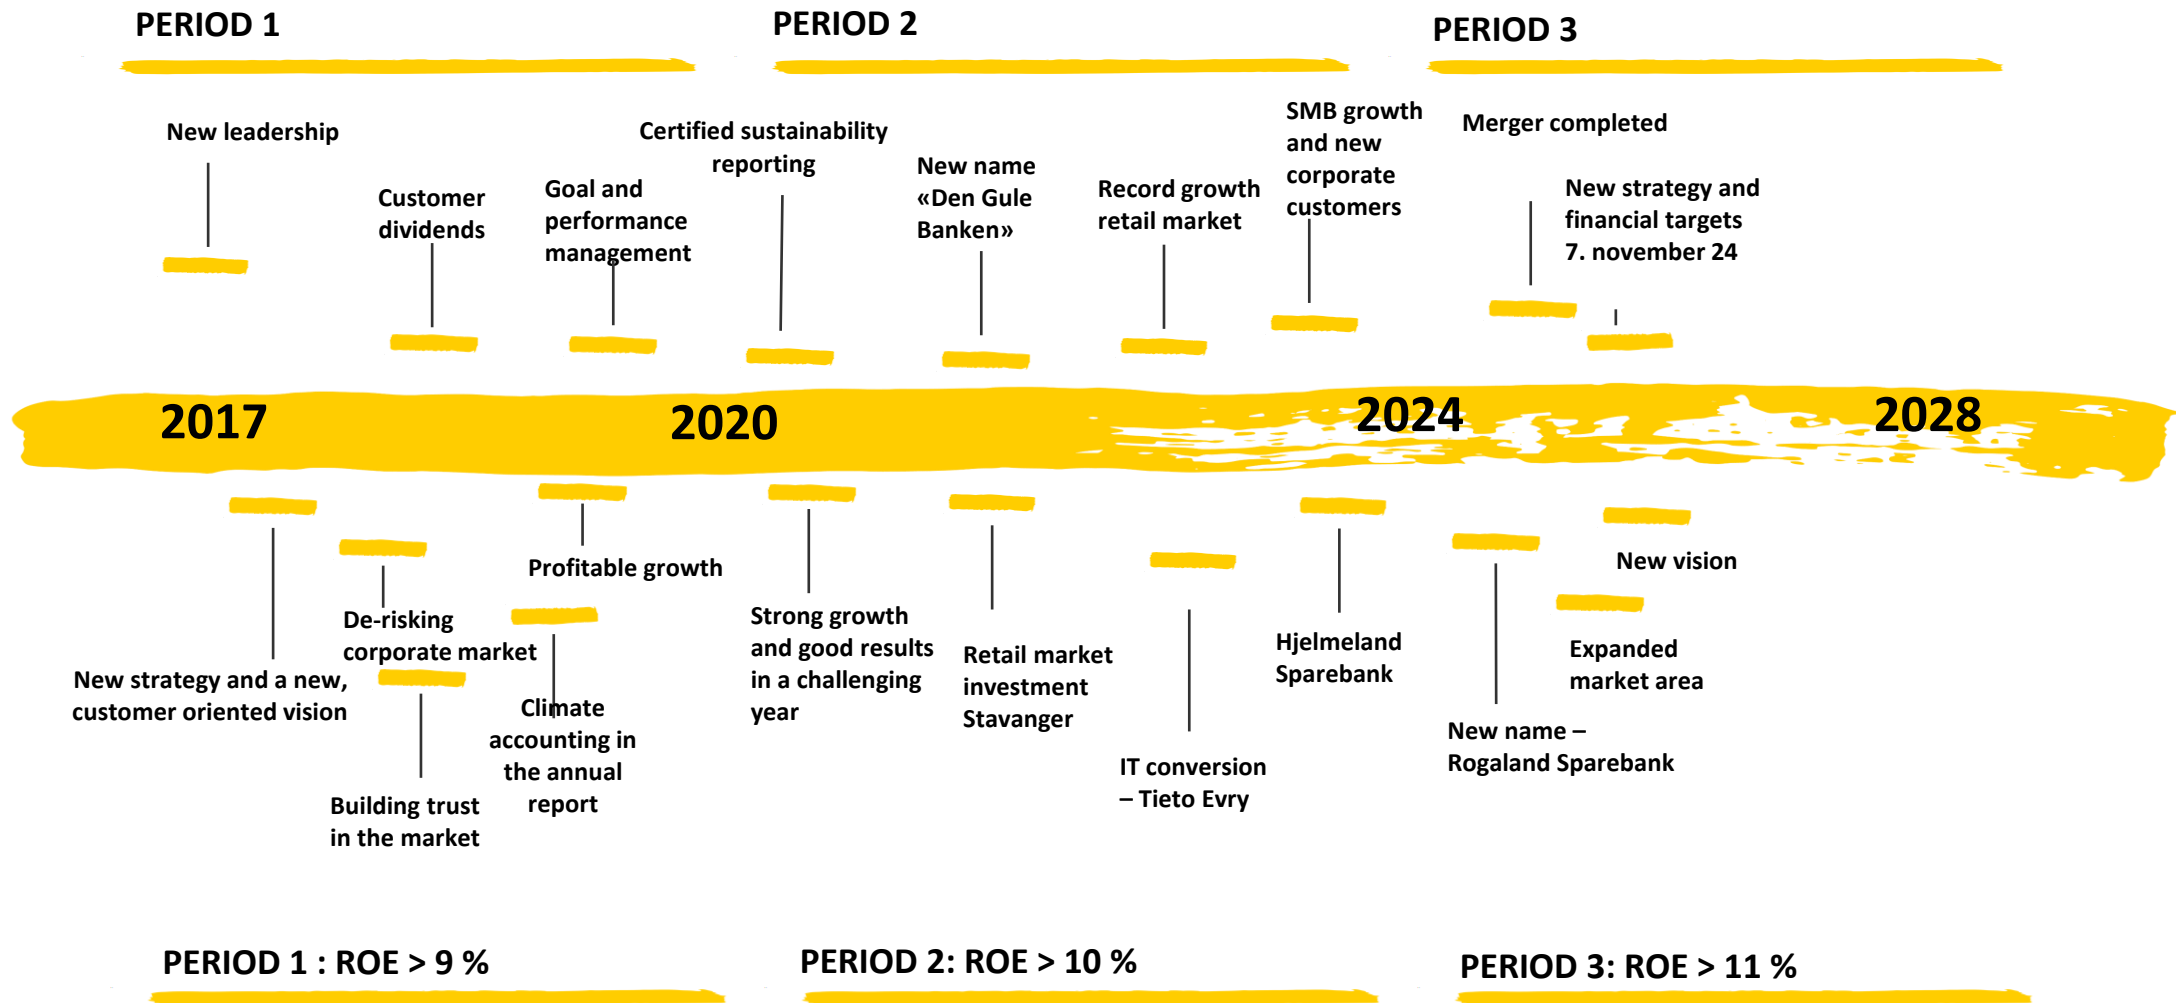 PERIOD 1
PERIOD 2
PERIOD 3
New leadership
Customer
dividends
Goal and
performance
management
Certified sustainability
reporting
New name
«Den Gule
Banken»
Record growth
retail market
SMB growth
and new
corporate
customers
Merger completed
New strategy and
financial targets
7. november 24
2017
2020
2024
2028
New strategy and a new,
customer oriented vision
De-risking
corporate market
Building trust
in the market
Profitable growth
Climate
accounting in
the annual
report
Strong growth
and good results
in a challenging
year
Retail market
investment
Stavanger
IT conversion
– Tieto Evry
Hjelmeland
Sparebank
New name –
Rogaland Sparebank
New vision
Expanded
market area
PERIOD 1 : ROE > 9 %
PERIOD 2: ROE > 10 %
PERIOD 3: ROE > 11 %